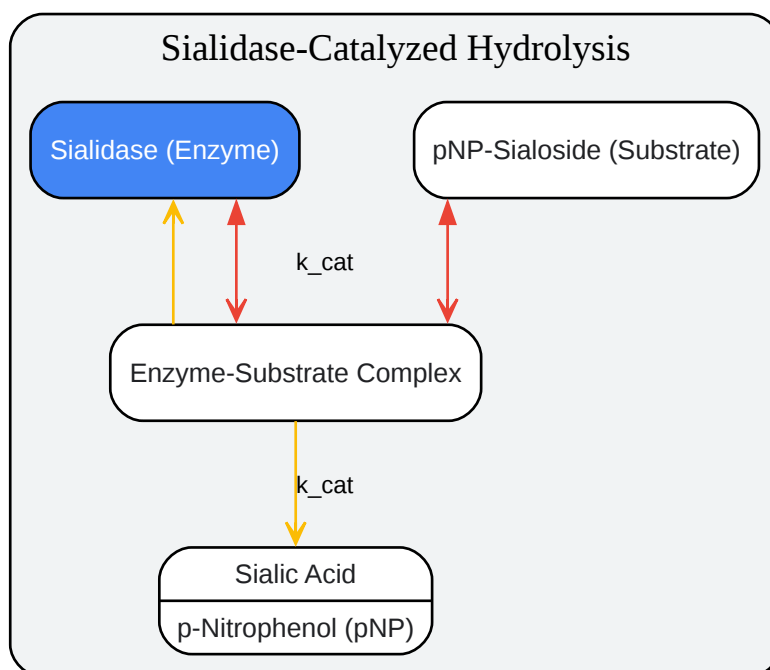 Sialidase-Catalyzed Hydrolysis
Sialidase (Enzyme)
pNP-Sialoside (Substrate)
k_cat
Enzyme-Substrate Complex
k_cat
Sialic Acid
p-Nitrophenol (pNP)